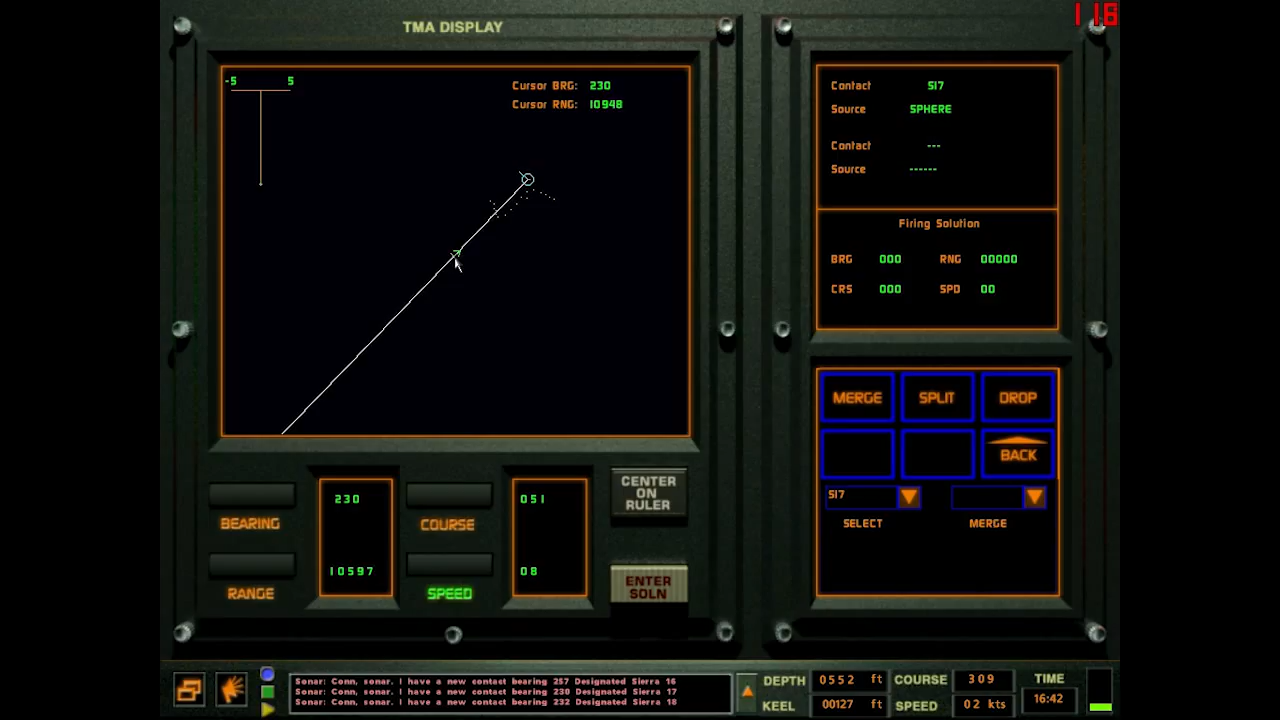 TMA DISPLAY
116
-5 5
Cursor BRG: 230
Cursor RNG: 10948
Contact S17
Source SPHERE
Contact ---
Source ------
Firing Solution
BRG 000 RNG 00000
CRS 000 SPD 00
MERGE SPLIT DROP
BACK
S17
SELECT MERGE
230
BEARING
10597
RANGE
051
COURSE
08
SPEED
CENTER
ON
RULER
ENTER
SOLN
Sonar: Conn, sonar. I have a new contact bearing 257 Designated Sierra 16
Sonar: Conn, sonar. I have a new contact bearing 230 Designated Sierra 17
Sonar: Conn, sonar. I have a new contact bearing 232 Designated Sierra 18
DEPTH 0552 ft COURSE 309 TIME
KEEL 00127 ft SPEED 02 kts 16:42